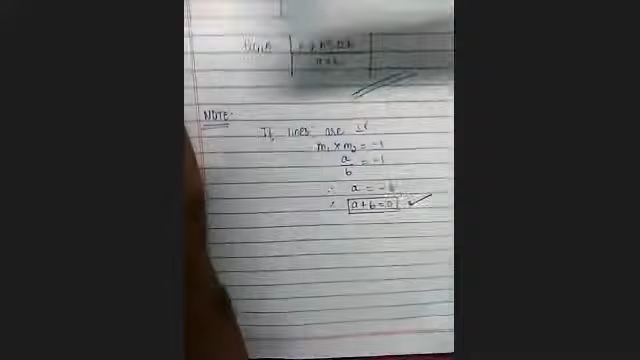 NOTE:
If lines are ⊥r
m₁ × m₂ = -1
a/b = -1
∴ a = -b
∴ a + b = 0